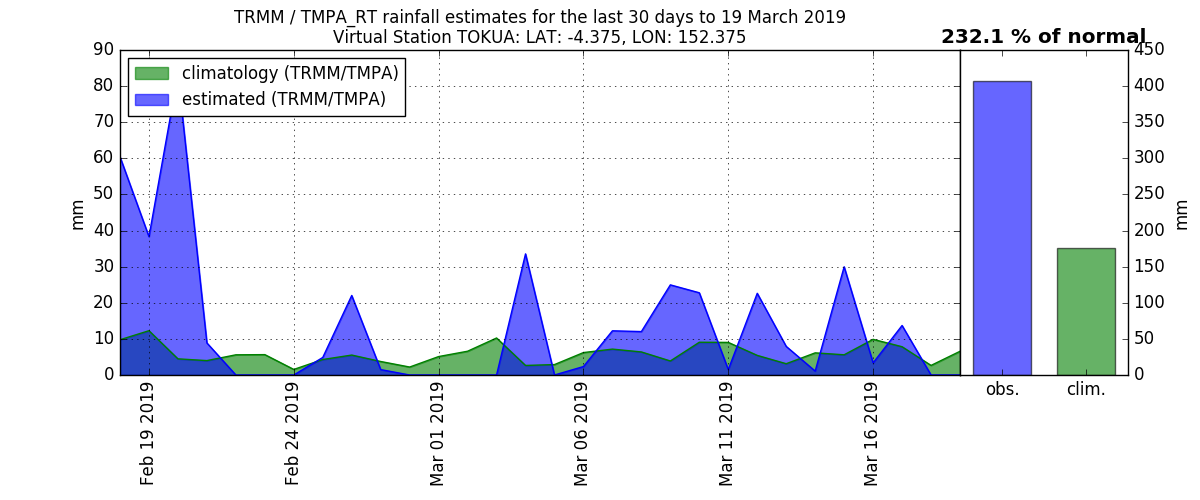 TRMM / TMPA_RT rainfall estimates for the last 30 days to 19 March 2019
Virtual Station TOKUA: LAT: -4.375, LON: 152.375
232.1 % of normal
climatology (TRMM/TMPA)
estimated (TRMM/TMPA)
90
80
70
60
50
40
30
20
10
0
mm
Feb 19 2019
Feb 24 2019
Mar 01 2019
Mar 06 2019
Mar 11 2019
Mar 16 2019
obs.
clim.
450
400
350
300
250
200
150
100
50
0
mm